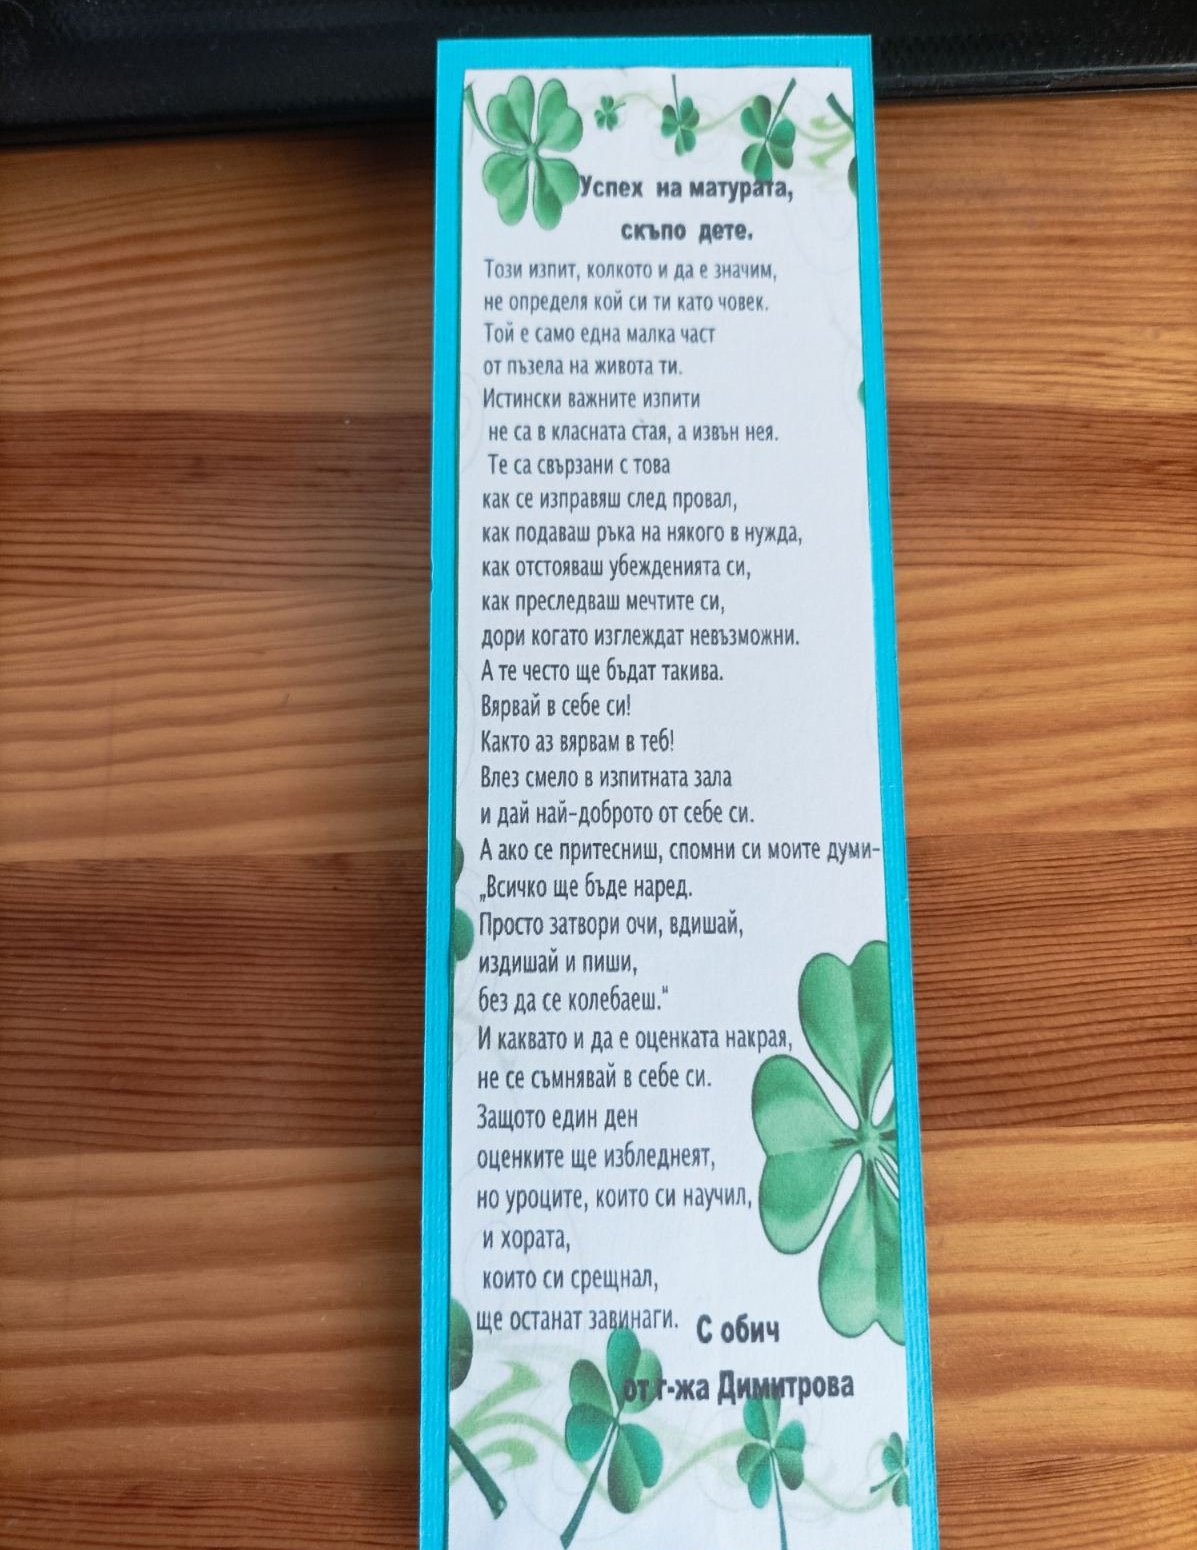 Успех на матурата,
скъпо дете.
Този изпит, колкото и да е значим,
не определя кой си ти като човек.
Той е само една малка част
от пъзела на живота ти.
Истински важните изпити
не са в класната стая, а извън нея.
Те са свързани с това
как се изправяш след провал,
как подаваш ръка на някого в нужда,
как отстояваш убежденията си,
как преследваш мечтите си,
дори когато изглеждат невъзможни.
А те често ще бъдат такива.
Вярвай в себе си!
Както аз вярвам в теб!
Влез смело в изпитната зала
и дай най-доброто от себе си.
А ако се притесниш, спомни си моите думи-
„Всичко ще бъде наред.
Просто затвори очи, вдишай,
издишай и пиши,
без да се колебаеш."
И каквато и да е оценката накрая,
не се съмнявай в себе си.
Защото един ден
оценките ще избледнеят,
но уроците, които си научил,
и хората,
които си срещнал,
ще останат завинаги.
С обич
от г-жа Димитрова